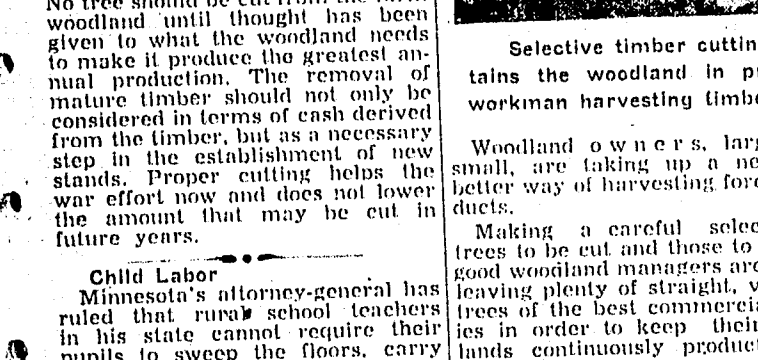 No tree should be cut from the farm
woodland until thought has been
given to what the woodland needs
to make it produce the greatest an-
nual production. The removal of
mature timber should not only be
considered in terms of cash derived
from the timber, but as a necessary
step in the establishment of new
stands. Proper cutting helps the
war effort now and does not lower
the amount that may be cut in
future years.
Child Labor
Minnesota's attorney-general has
ruled that rural school teachers
in his state cannot require their
pupils to sweep the floors, carry
Selective timber cuttin
tains the woodland in p
workman harvesting timbe
Woodland owners, larg
small, are taking up a ne
better way of harvesting fore
ducts.
Making a careful selec
trees to be cut and those to
good woodland managers are
leaving plenty of straight, v
trees of the best commercia
ies in order to keep their
lands continuously product